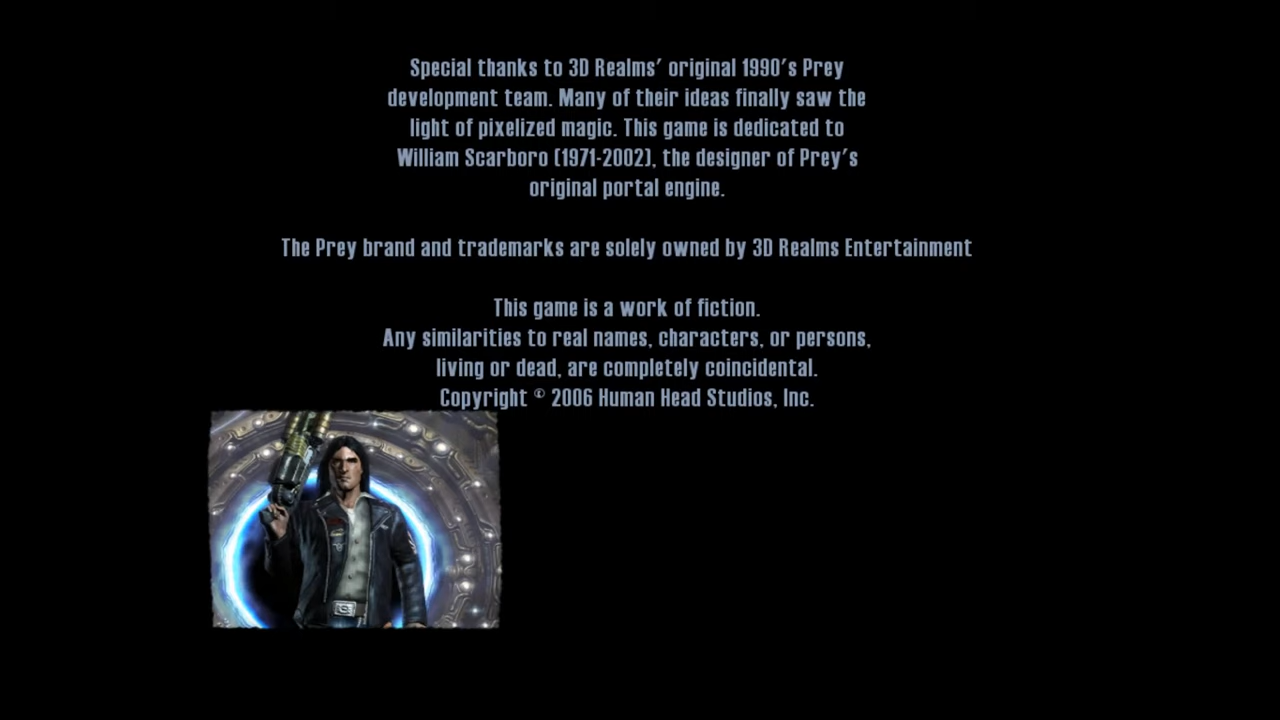 Special thanks to 3D Realms' original 1990's Prey
development team. Many of their ideas finally saw the
light of pixelized magic. This game is dedicated to
William Scarboro (1971-2002), the designer of Prey's
original portal engine.
The Prey brand and trademarks are solely owned by 3D Realms Entertainment
This game is a work of fiction.
Any similarities to real names, characters, or persons,
living or dead, are completely coincidental.
Copyright © 2006 Human Head Studios, Inc.